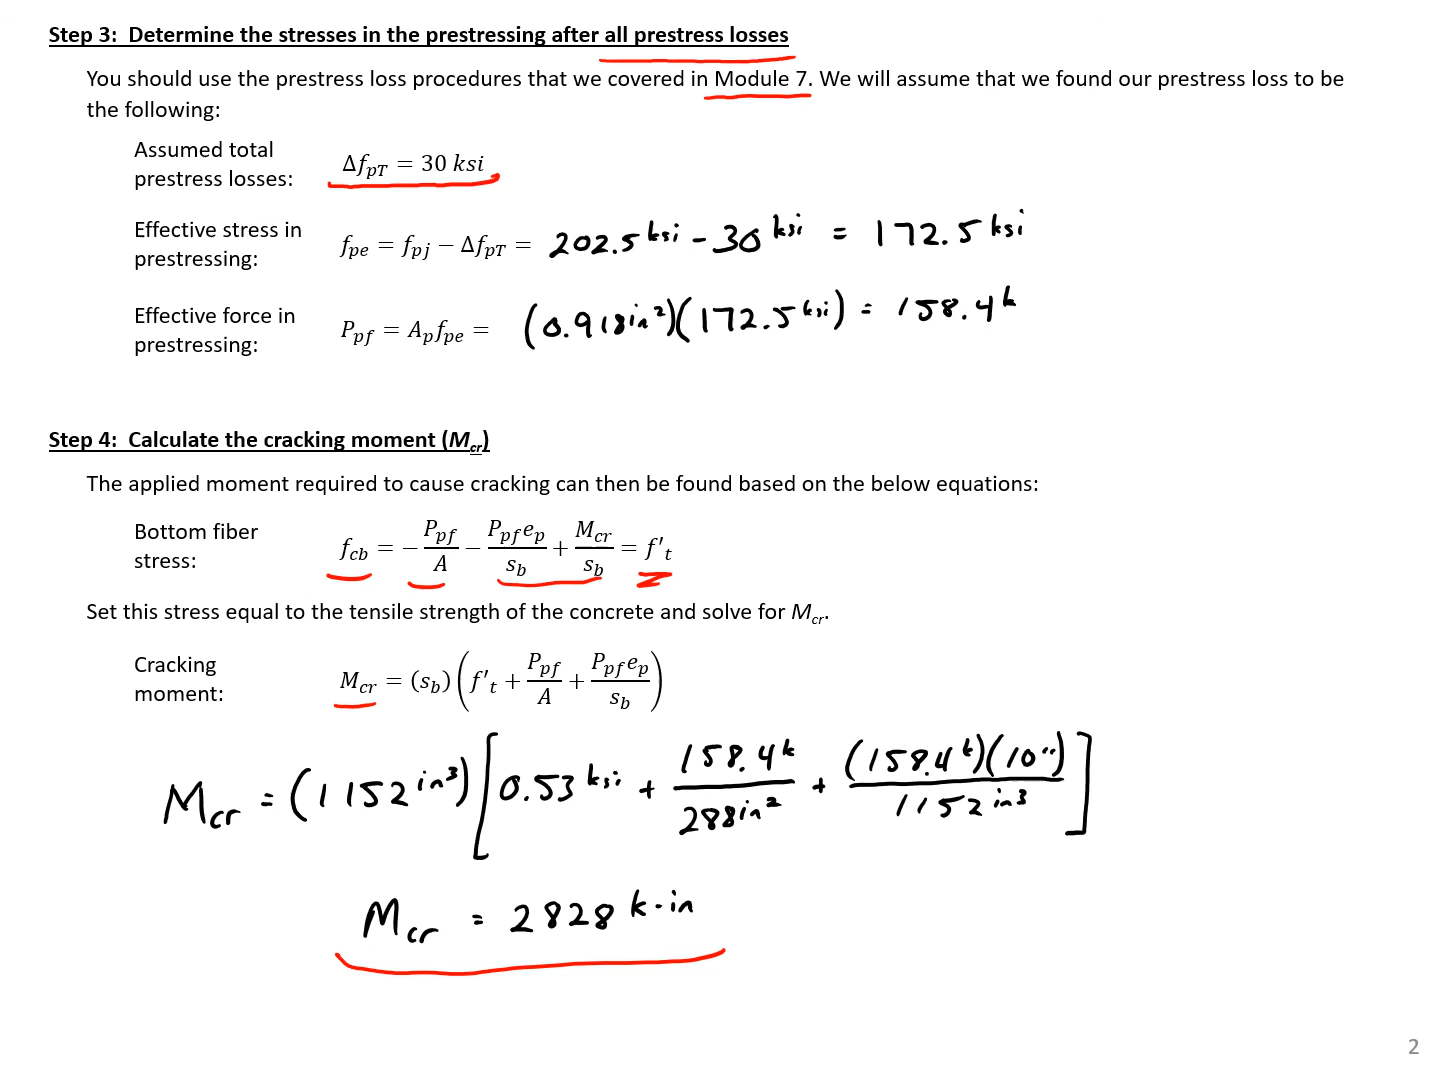 Step 3:  Determine the stresses in the prestressing after all prestress losses
You should use the prestress loss procedures that we covered in Module 7. We will assume that we found our prestress loss to be
the following:
Assumed total
prestress losses:
Δf_pT = 30 ksi
Effective stress in
prestressing:
f_pe = f_pj − Δf_pT = 202.5 ksi − 30 ksi = 172.5 ksi
Effective force in
prestressing:
P_pf = A_p f_pe = (0.918 in²)(172.5 ksi) = 158.4 k
Step 4:  Calculate the cracking moment (M_cr)
The applied moment required to cause cracking can then be found based on the below equations:
Bottom fiber
stress:
f_cb = − P_pf/A − P_pf e_p/s_b + M_cr/s_b = f'_t
Set this stress equal to the tensile strength of the concrete and solve for M_cr.
Cracking
moment:
M_cr = (s_b)(f'_t + P_pf/A + P_pf e_p/s_b)
M_cr = (1152 in³)[0.53 ksi + 158.4 k/288 in² + (158.4 k)(10")/1152 in³]
M_cr = 2828 k·in
2